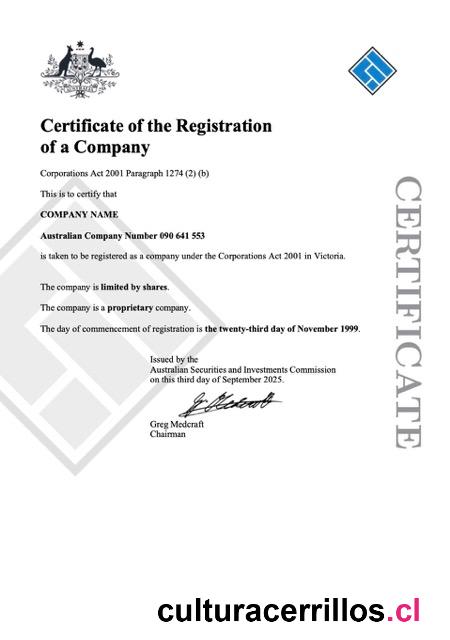 Certificate of the Registration
of a Company
Corporations Act 2001 Paragraph 1274 (2) (b)
This is to certify that
COMPANY NAME
Australian Company Number 090 641 553
is taken to be registered as a company under the Corporations Act 2001 in Victoria.
The company is limited by shares.
The company is a proprietary company.
The day of commencement of registration is the twenty-third day of November 1999.
Issued by the
Australian Securities and Investments Commission
on this third day of September 2025.
Greg Medcraft
Chairman
CERTIFICATE
culturacerrillos.cl